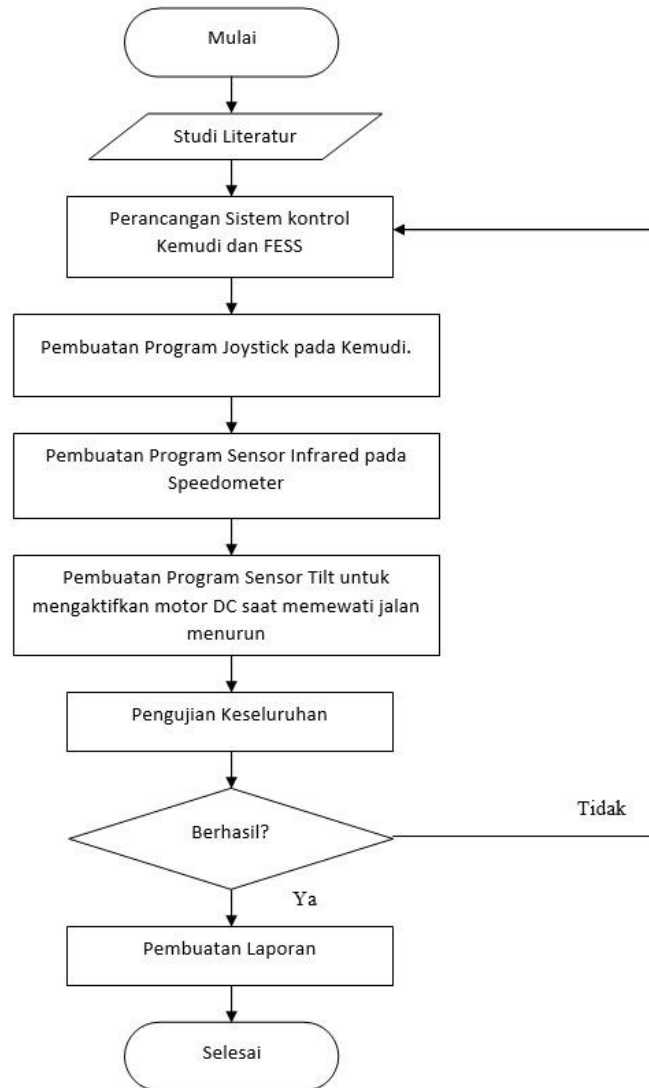 Mulai
Studi Literatur
Perancangan Sistem kontrol
Kemudi dan FESS
Pembuatan Program Joystick pada Kemudi.
Pembuatan Program Sensor Infrared pada
Speedometer
Pembuatan Program Sensor Tilt untuk
mengaktifkan motor DC saat memewati jalan
menurun
Pengujian Keseluruhan
Berhasil?
Tidak
Ya
Pembuatan Laporan
Selesai